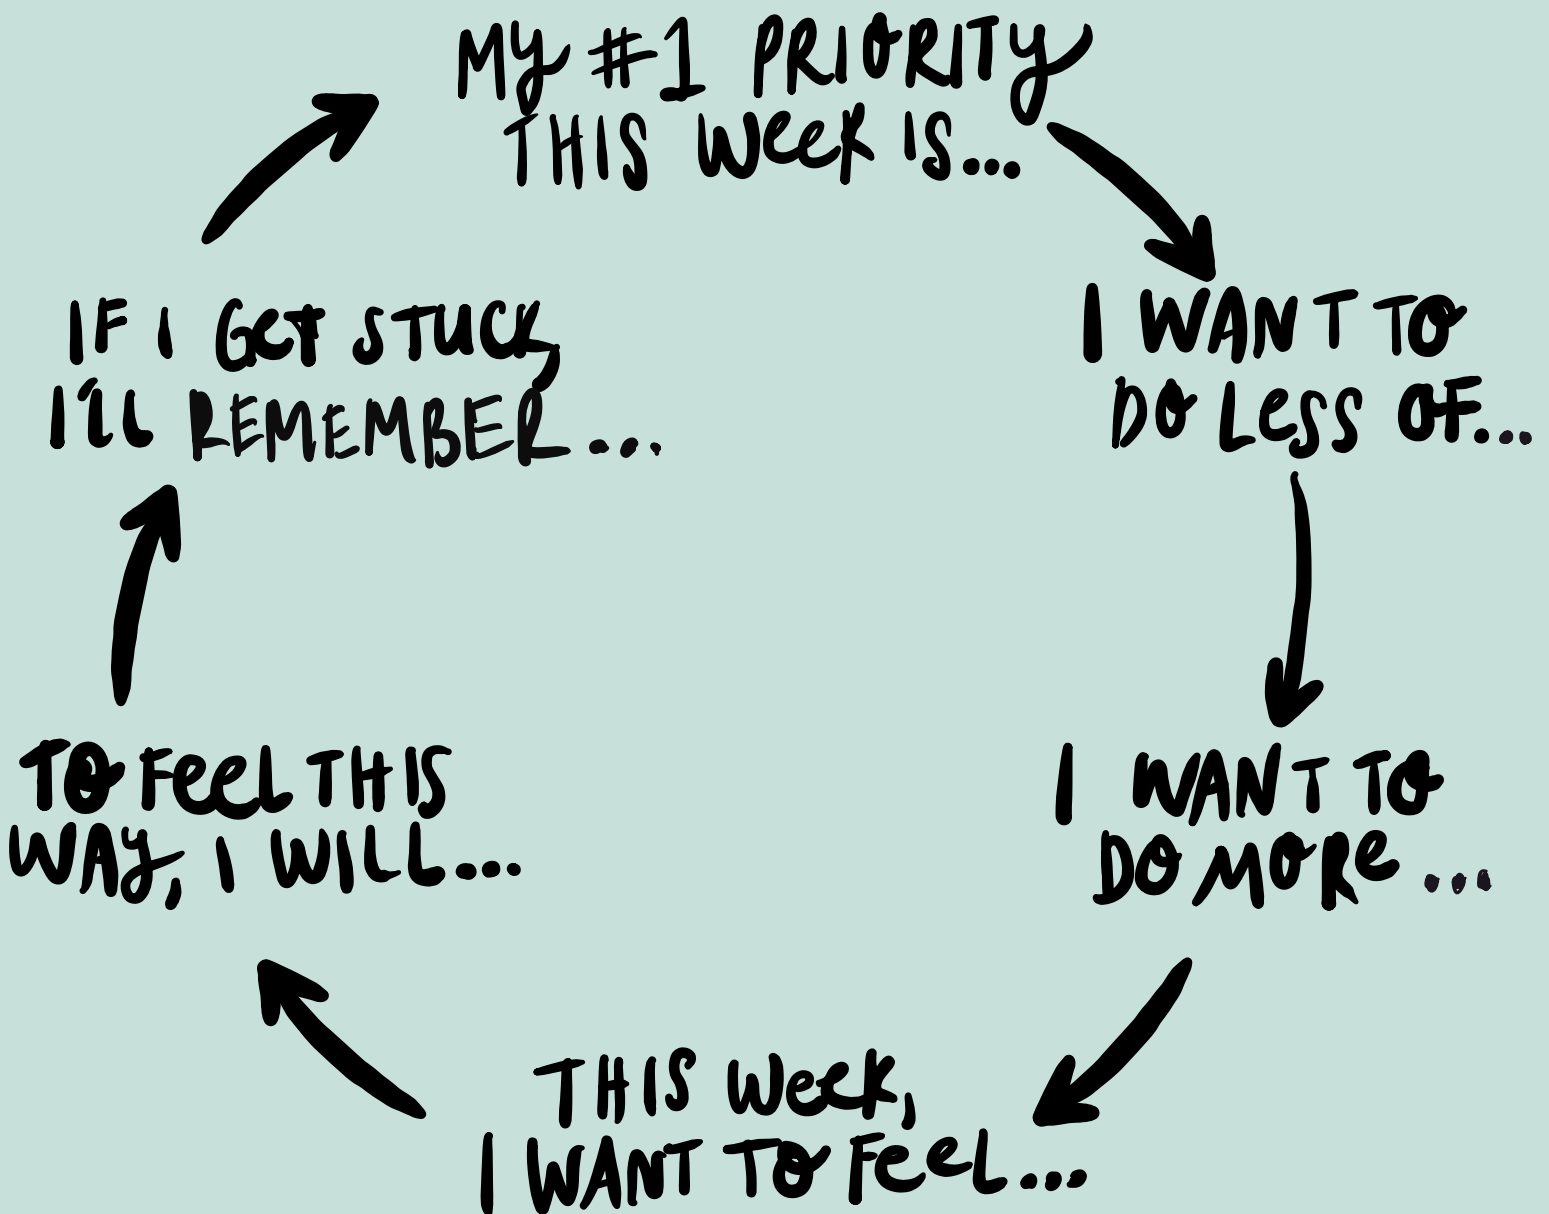 MY #1 PRIORITY
THIS WEEK IS...
I WANT TO
DO LESS OF...
I WANT TO
DO MORE...
THIS WEEK,
I WANT TO FEEL...
TO FEEL THIS
WAY, I WILL...
IF I GET STUCK,
I'LL REMEMBER...